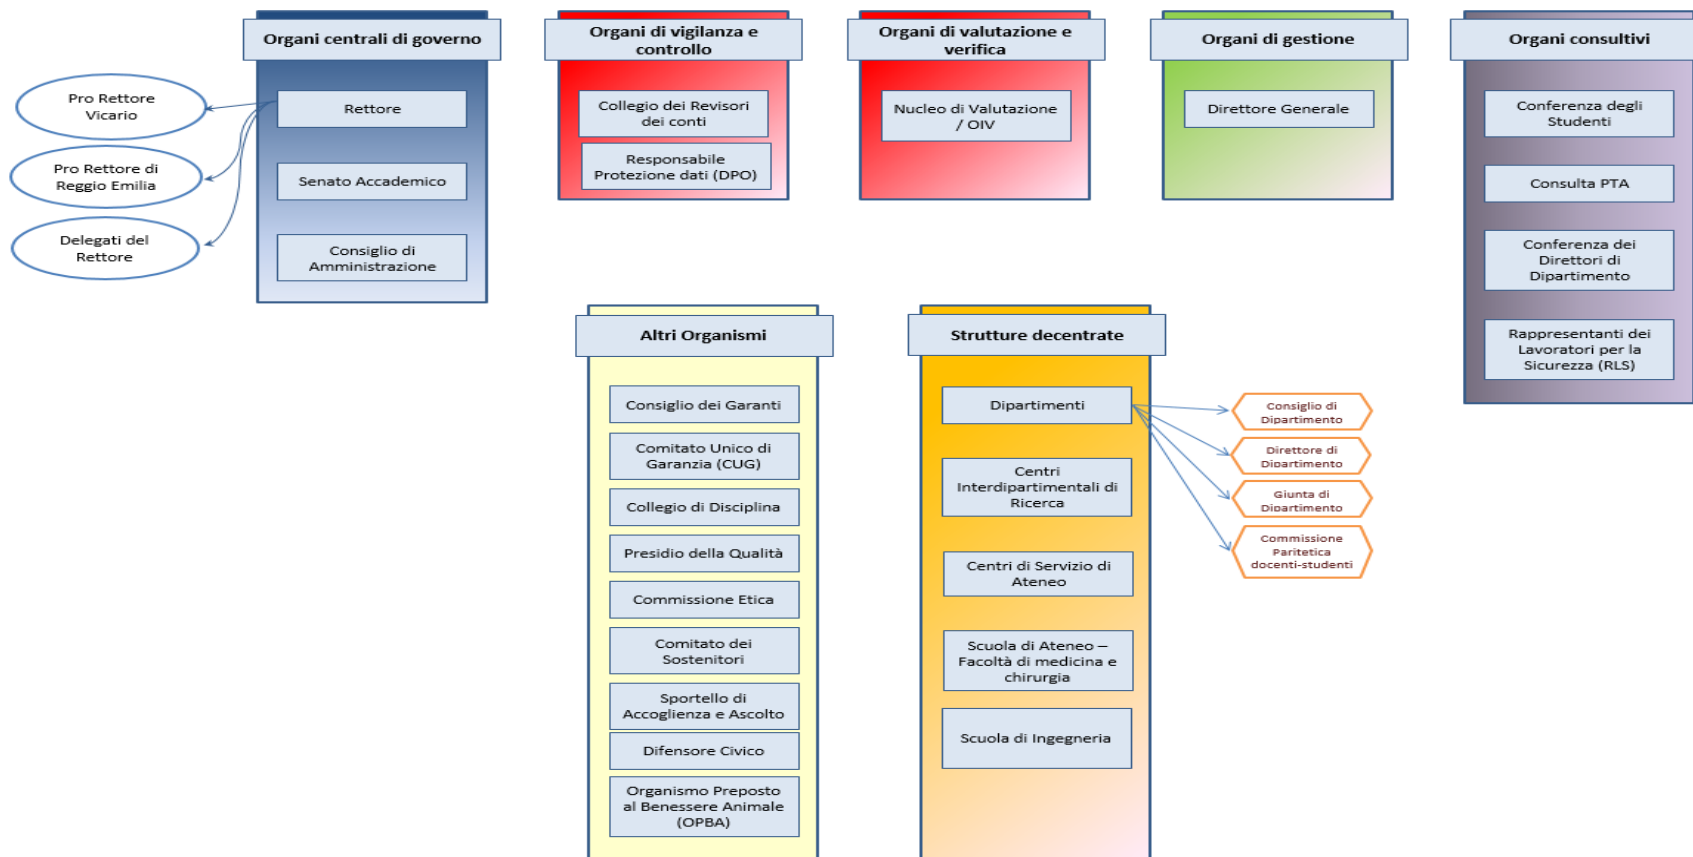 Organi centrali di governo
Rettore
Senato Accademico
Consiglio di
Amministrazione
Pro Rettore
Vicario
Pro Rettore di
Reggio Emilia
Delegati del
Rettore
Organi di vigilanza e
controllo
Collegio dei Revisori
dei conti
Responsabile
Protezione dati (DPO)
Organi di valutazione e
verifica
Nucleo di Valutazione
/ OIV
Organi di gestione
Direttore Generale
Organi consultivi
Conferenza degli
Studenti
Consulta PTA
Conferenza dei
Direttori di
Dipartimento
Rappresentanti dei
Lavoratori per la
Sicurezza (RLS)
Altri Organismi
Consiglio dei Garanti
Comitato Unico di
Garanzia (CUG)
Collegio di Disciplina
Presidio della Qualità
Commissione Etica
Comitato dei
Sostenitori
Sportello di
Accoglienza e Ascolto
Difensore Civico
Organismo Preposto
al Benessere Animale
(OPBA)
Strutture decentrate
Dipartimenti
Centri
Interdipartimentali di
Ricerca
Centri di Servizio di
Ateneo
Scuola di Ateneo –
Facoltà di medicina e
chirurgia
Scuola di Ingegneria
Consiglio di
Dipartimento
Direttore di
Dipartimento
Giunta di
Dipartimento
Commissione
Paritetica
docenti-studenti